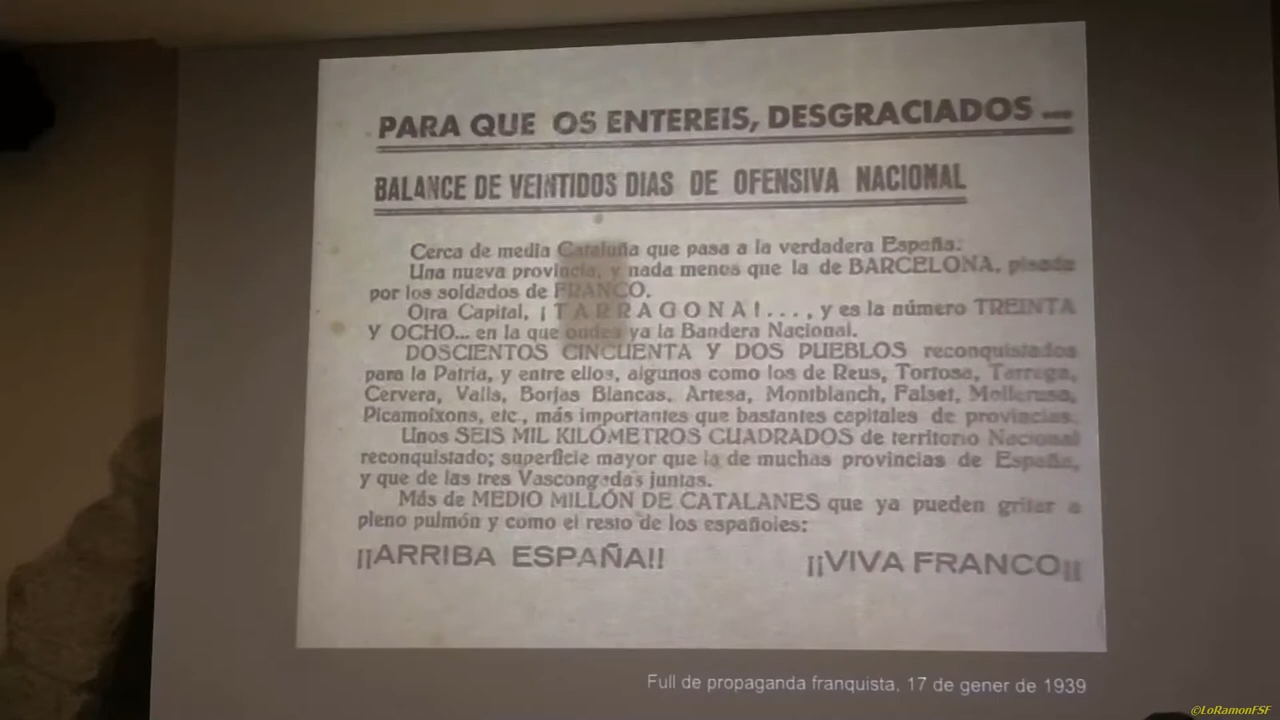 PARA QUE OS ENTEREIS, DESGRACIADOS ...
BALANCE DE VEINTIDOS DIAS DE OFENSIVA NACIONAL
Cerca de media Cataluña que pasa a la verdadera España.
Una nueva provincia, y nada menos que la de BARCELONA, pisada
por los soldados de FRANCO.
Otra Capital, ¡TARRAGONA!...., y es la número TREINTA
Y OCHO... en la que ondea ya la Bandera Nacional.
DOSCIENTOS CINCUENTA Y DOS PUEBLOS reconquistados
para la Patria, y entre ellos, algunos como los de Reus, Tortosa, Tarrega,
Cervera, Valls, Borjas Blancas, Artesa, Montblanch, Falset, Mollerusa,
Picamoixons, etc., más importantes que bastantes capitales de provincias.
Unos SEIS MIL KILÓMETROS CUADRADOS de territorio Nacional
reconquistado; superficie mayor que la de muchas provincias de España,
y que de las tres Vascongadas juntas.
Más de MEDIO MILLÓN DE CATALANES que ya pueden gritar a
pleno pulmón y como el resto de los españoles:
¡¡ARRIBA ESPAÑA!! ¡¡VIVA FRANCO¡¡
Full de propaganda franquista, 17 de gener de 1939
©LoRamonFSF